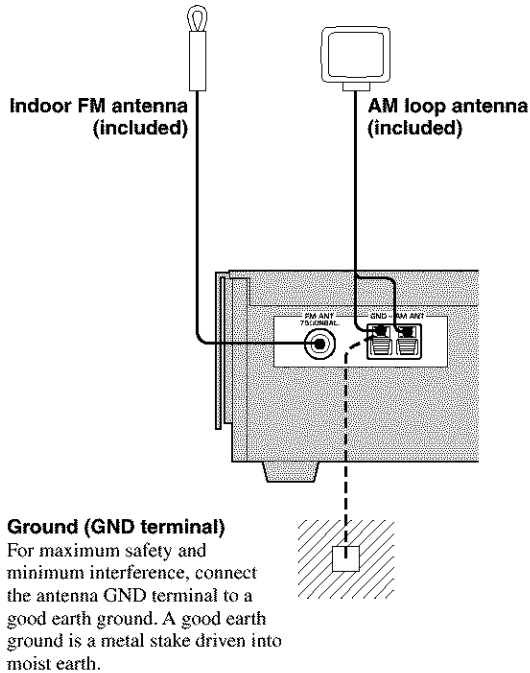 Indoor FM antenna
(included)
AM loop antenna
(included)
FM ANT
75Ω UNBAL.
GND - AM ANT
Ground (GND terminal)
For maximum safety and
minimum interference, connect
the antenna GND terminal to a
good earth ground. A good earth
ground is a metal stake driven into
moist earth.